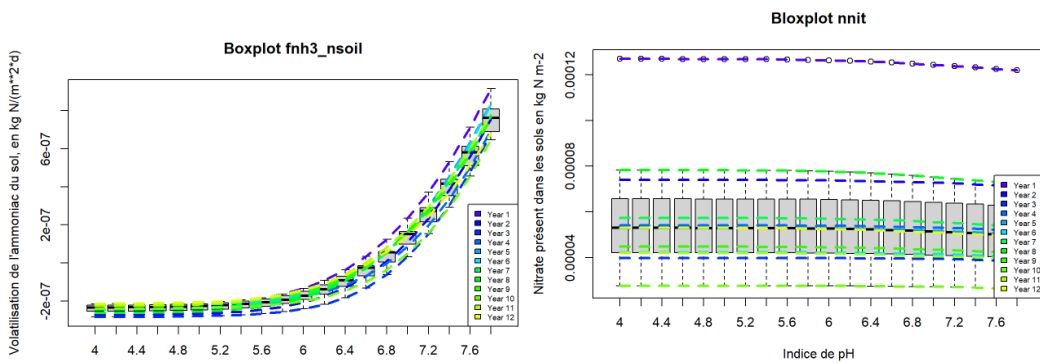 Boxplot fnh3_nsoil
Volatilisation de l'ammoniac du sol, en kg N/(m**2*d)
6e-07
2e-07
-2e-07
4 4.4 4.8 5.2 5.6 6 6.4 6.8 7.2 7.6
Year 1
Year 2
Year 3
Year 4
Year 5
Year 6
Year 7
Year 8
Year 9
Year 10
Year 11
Year 12
Bloxplot nnit
Nitrate présent dans les sols en kg N m-2
0.00012
0.00008
0.00004
4 4.4 4.8 5.2 5.6 6 6.4 6.8 7.2 7.6
Indice de pH
Year 1
Year 2
Year 3
Year 4
Year 5
Year 6
Year 7
Year 8
Year 9
Year 10
Year 11
Year 12